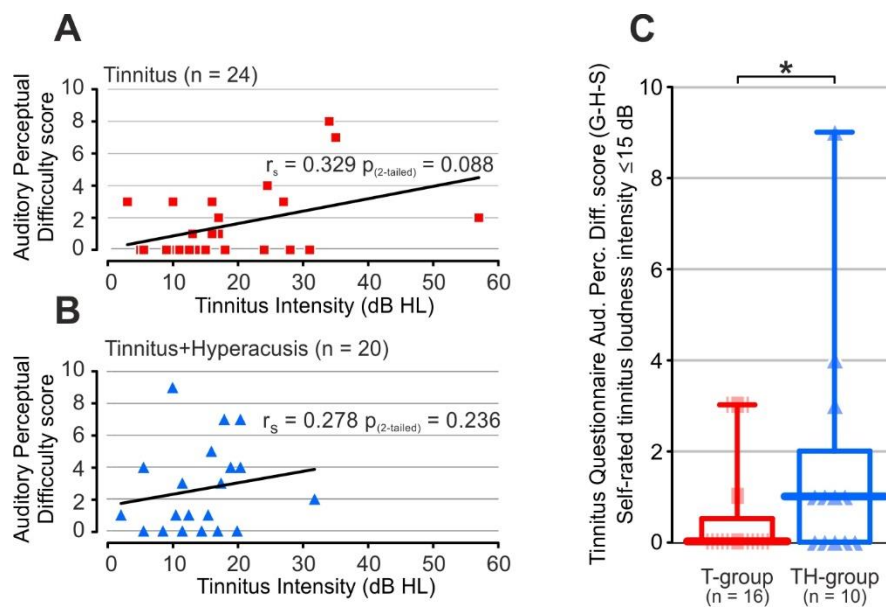 A
Tinnitus (n = 24)
Auditory Perceptual
Difficulty score
10
8
6
4
2
0
rs = 0.329 p(2-tailed) = 0.088
0 10 20 30 40 50 60
Tinnitus Intensity (dB HL)
B
Tinnitus+Hyperacusis (n = 20)
Auditory Perceptual
Difficulty score
10
8
6
4
2
0
rs = 0.278 p(2-tailed) = 0.236
0 10 20 30 40 50 60
Tinnitus Intensity (dB HL)
C
Tinnitus Questionnaire Aud. Perc. Diff. score (G-H-S)
Self-rated tinnitus loudness intensity ≤15 dB
*
10
8
6
4
2
0
T-group TH-group
(n = 16) (n = 10)